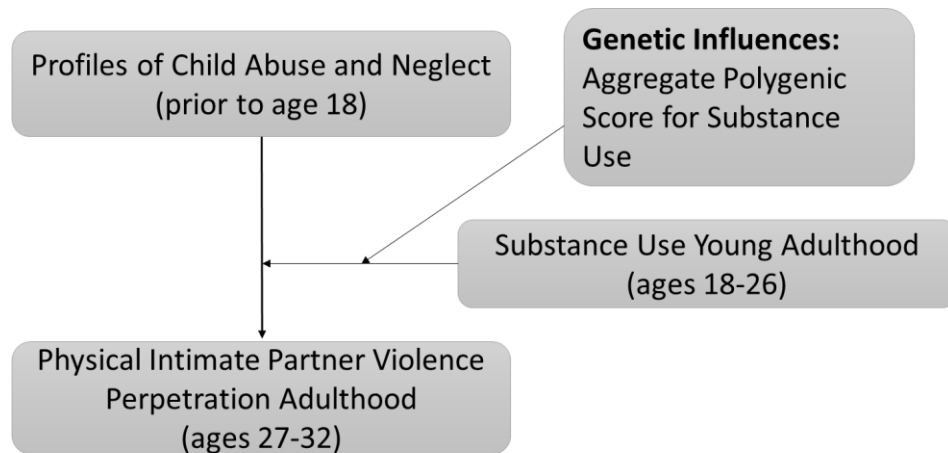 Profiles of Child Abuse and Neglect
(prior to age 18)
Genetic Influences:
Aggregate Polygenic
Score for Substance
Use
Substance Use Young Adulthood
(ages 18-26)
Physical Intimate Partner Violence
Perpetration Adulthood
(ages 27-32)